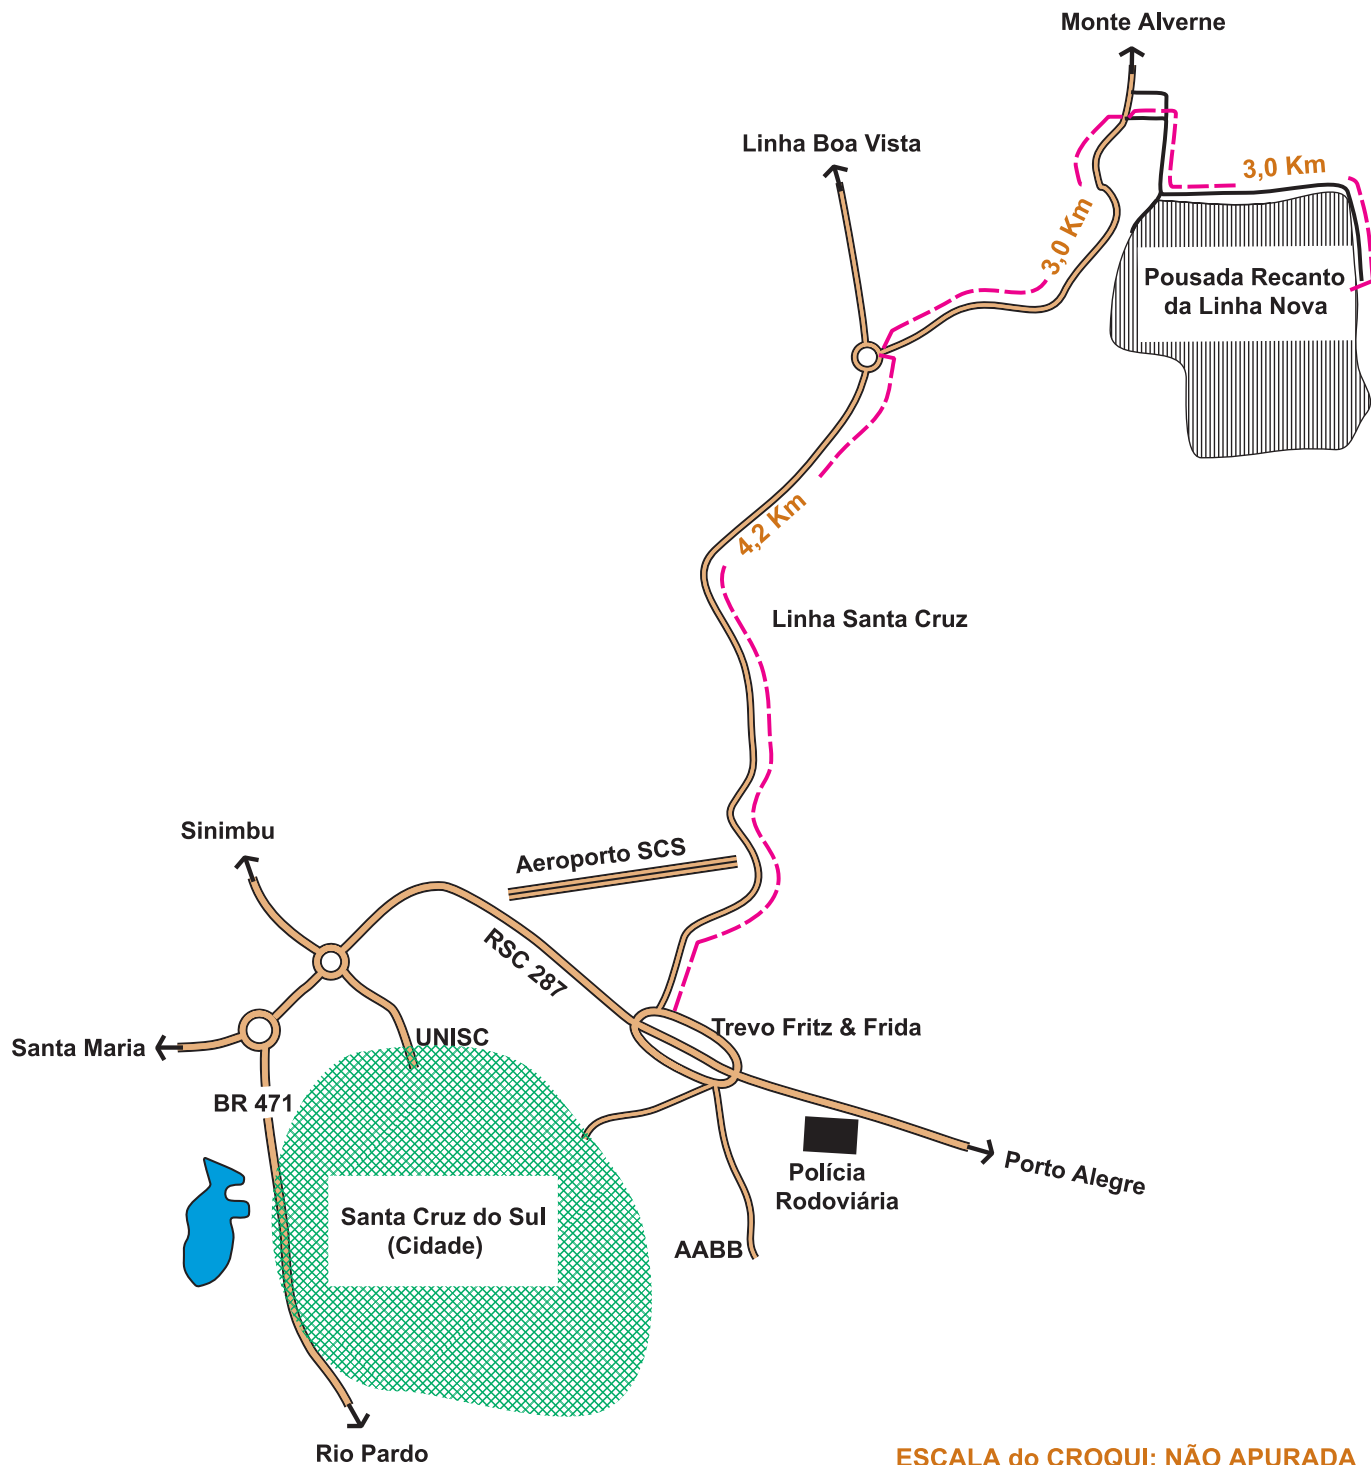 Monte Alverne
Linha Boa Vista
3,0 Km
3,0 Km
Pousada Recanto
da Linha Nova
4,2 Km
Linha Santa Cruz
Sinimbu
Aeroporto SCS
RSC 287
Trevo Fritz & Frida
UNISC
Santa Maria
BR 471
Polícia
Rodoviária
Porto Alegre
Santa Cruz do Sul
(Cidade)
AABB
Rio Pardo
ESCALA do CROQUI: NÃO APURADA